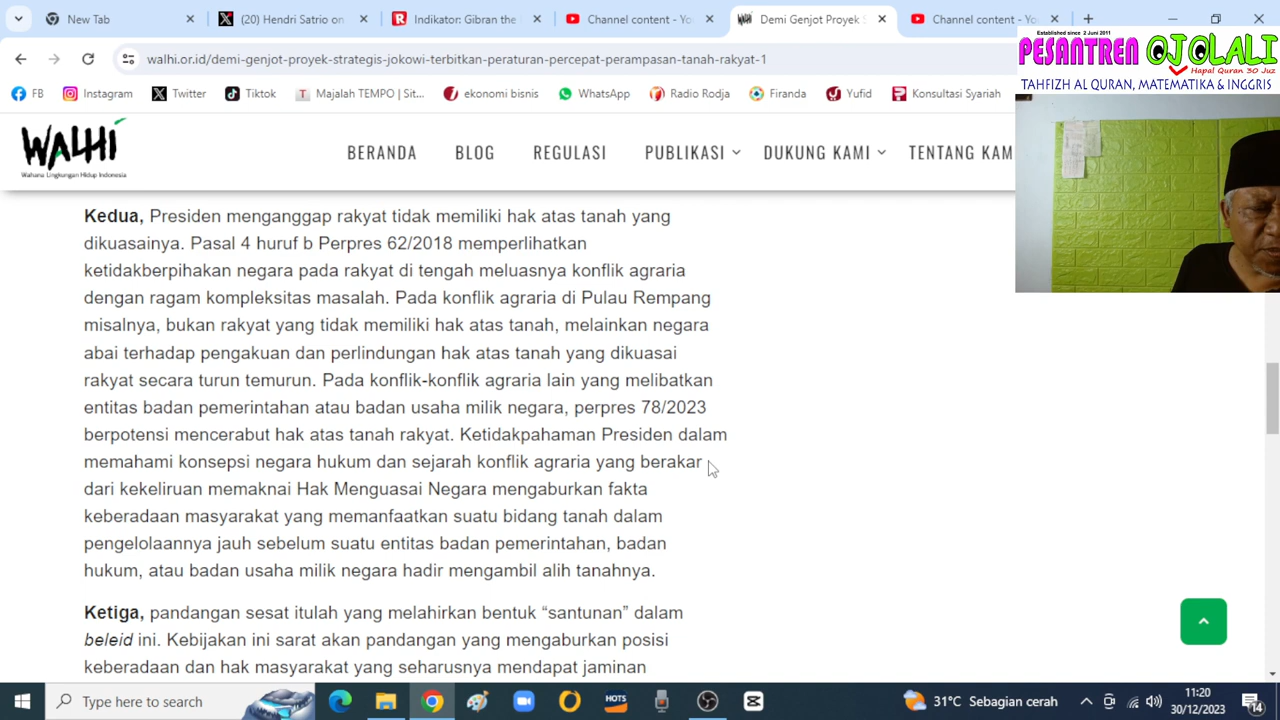 New Tab
(20) Hendri Satrio on
Indikator: Gibran the
Channel content - Yo
Demi Genjot Proyek S
Channel content - Yo
walhi.or.id/demi-genjot-proyek-strategis-jokowi-terbitkan-peraturan-percepat-perampasan-tanah-rakyat-1
FB
Instagram
Twitter
Tiktok
Majalah TEMPO | Sit...
ekonomi bisnis
WhatsApp
Radio Rodja
Firanda
Yufid
Konsultasi Syariah
Established since 2 Juni 2011
PESANTREN OJOLALI
Hapal Quran 30 Juz
TAHFIZH AL QURAN, MATEMATIKA & INGGRIS
WALHI
Wahana Lingkungan Hidup Indonesia
BERANDA
BLOG
REGULASI
PUBLIKASI
DUKUNG KAMI
TENTANG KAM
Kedua, Presiden menganggap rakyat tidak memiliki hak atas tanah yang
dikuasainya. Pasal 4 huruf b Perpres 62/2018 memperlihatkan
ketidakberpihakan negara pada rakyat di tengah meluasnya konflik agraria
dengan ragam kompleksitas masalah. Pada konflik agraria di Pulau Rempang
misalnya, bukan rakyat yang tidak memiliki hak atas tanah, melainkan negara
abai terhadap pengakuan dan perlindungan hak atas tanah yang dikuasai
rakyat secara turun temurun. Pada konflik-konflik agraria lain yang melibatkan
entitas badan pemerintahan atau badan usaha milik negara, perpres 78/2023
berpotensi mencerabut hak atas tanah rakyat. Ketidakpahaman Presiden dalam
memahami konsepsi negara hukum dan sejarah konflik agraria yang berakar
dari kekeliruan memaknai Hak Menguasai Negara mengaburkan fakta
keberadaan masyarakat yang memanfaatkan suatu bidang tanah dalam
pengelolaannya jauh sebelum suatu entitas badan pemerintahan, badan
hukum, atau badan usaha milik negara hadir mengambil alih tanahnya.
Ketiga, pandangan sesat itulah yang melahirkan bentuk “santunan” dalam
beleid ini. Kebijakan ini sarat akan pandangan yang mengaburkan posisi
keberadaan dan hak masyarakat yang seharusnya mendapat jaminan
Type here to search
HOTS
31°C Sebagian cerah
11:20
30/12/2023
14